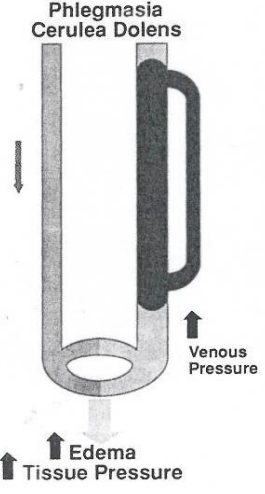 Phlegmasia
Cerulea Dolens
Venous
Pressure
Edema
Tissue Pressure